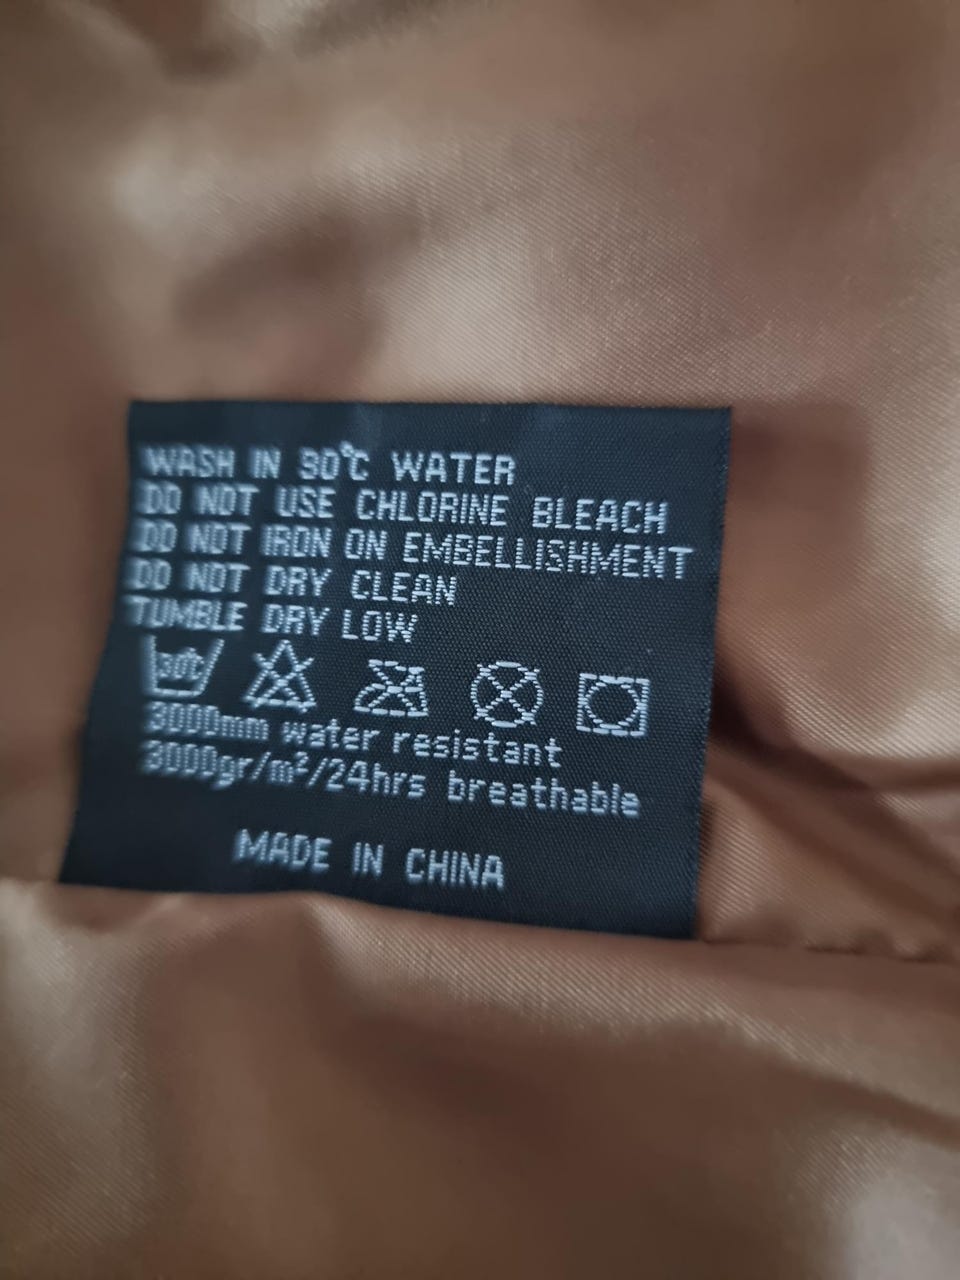 WASH IN 30°C WATER
DO NOT USE CHLORINE BLEACH
DO NOT IRON ON EMBELLISHMENT
DO NOT DRY CLEAN
TUMBLE DRY LOW
30°C
3000mm water resistant
3000gr/m²/24hrs breathable
MADE IN CHINA